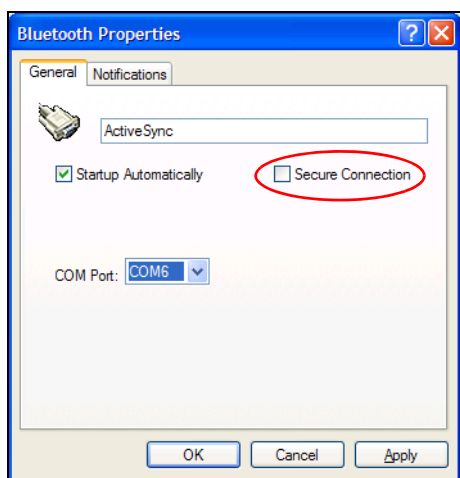 Bluetooth Properties
General Notifications
ActiveSync
Startup Automatically Secure Connection
COM Port: COM6
OK Cancel Apply